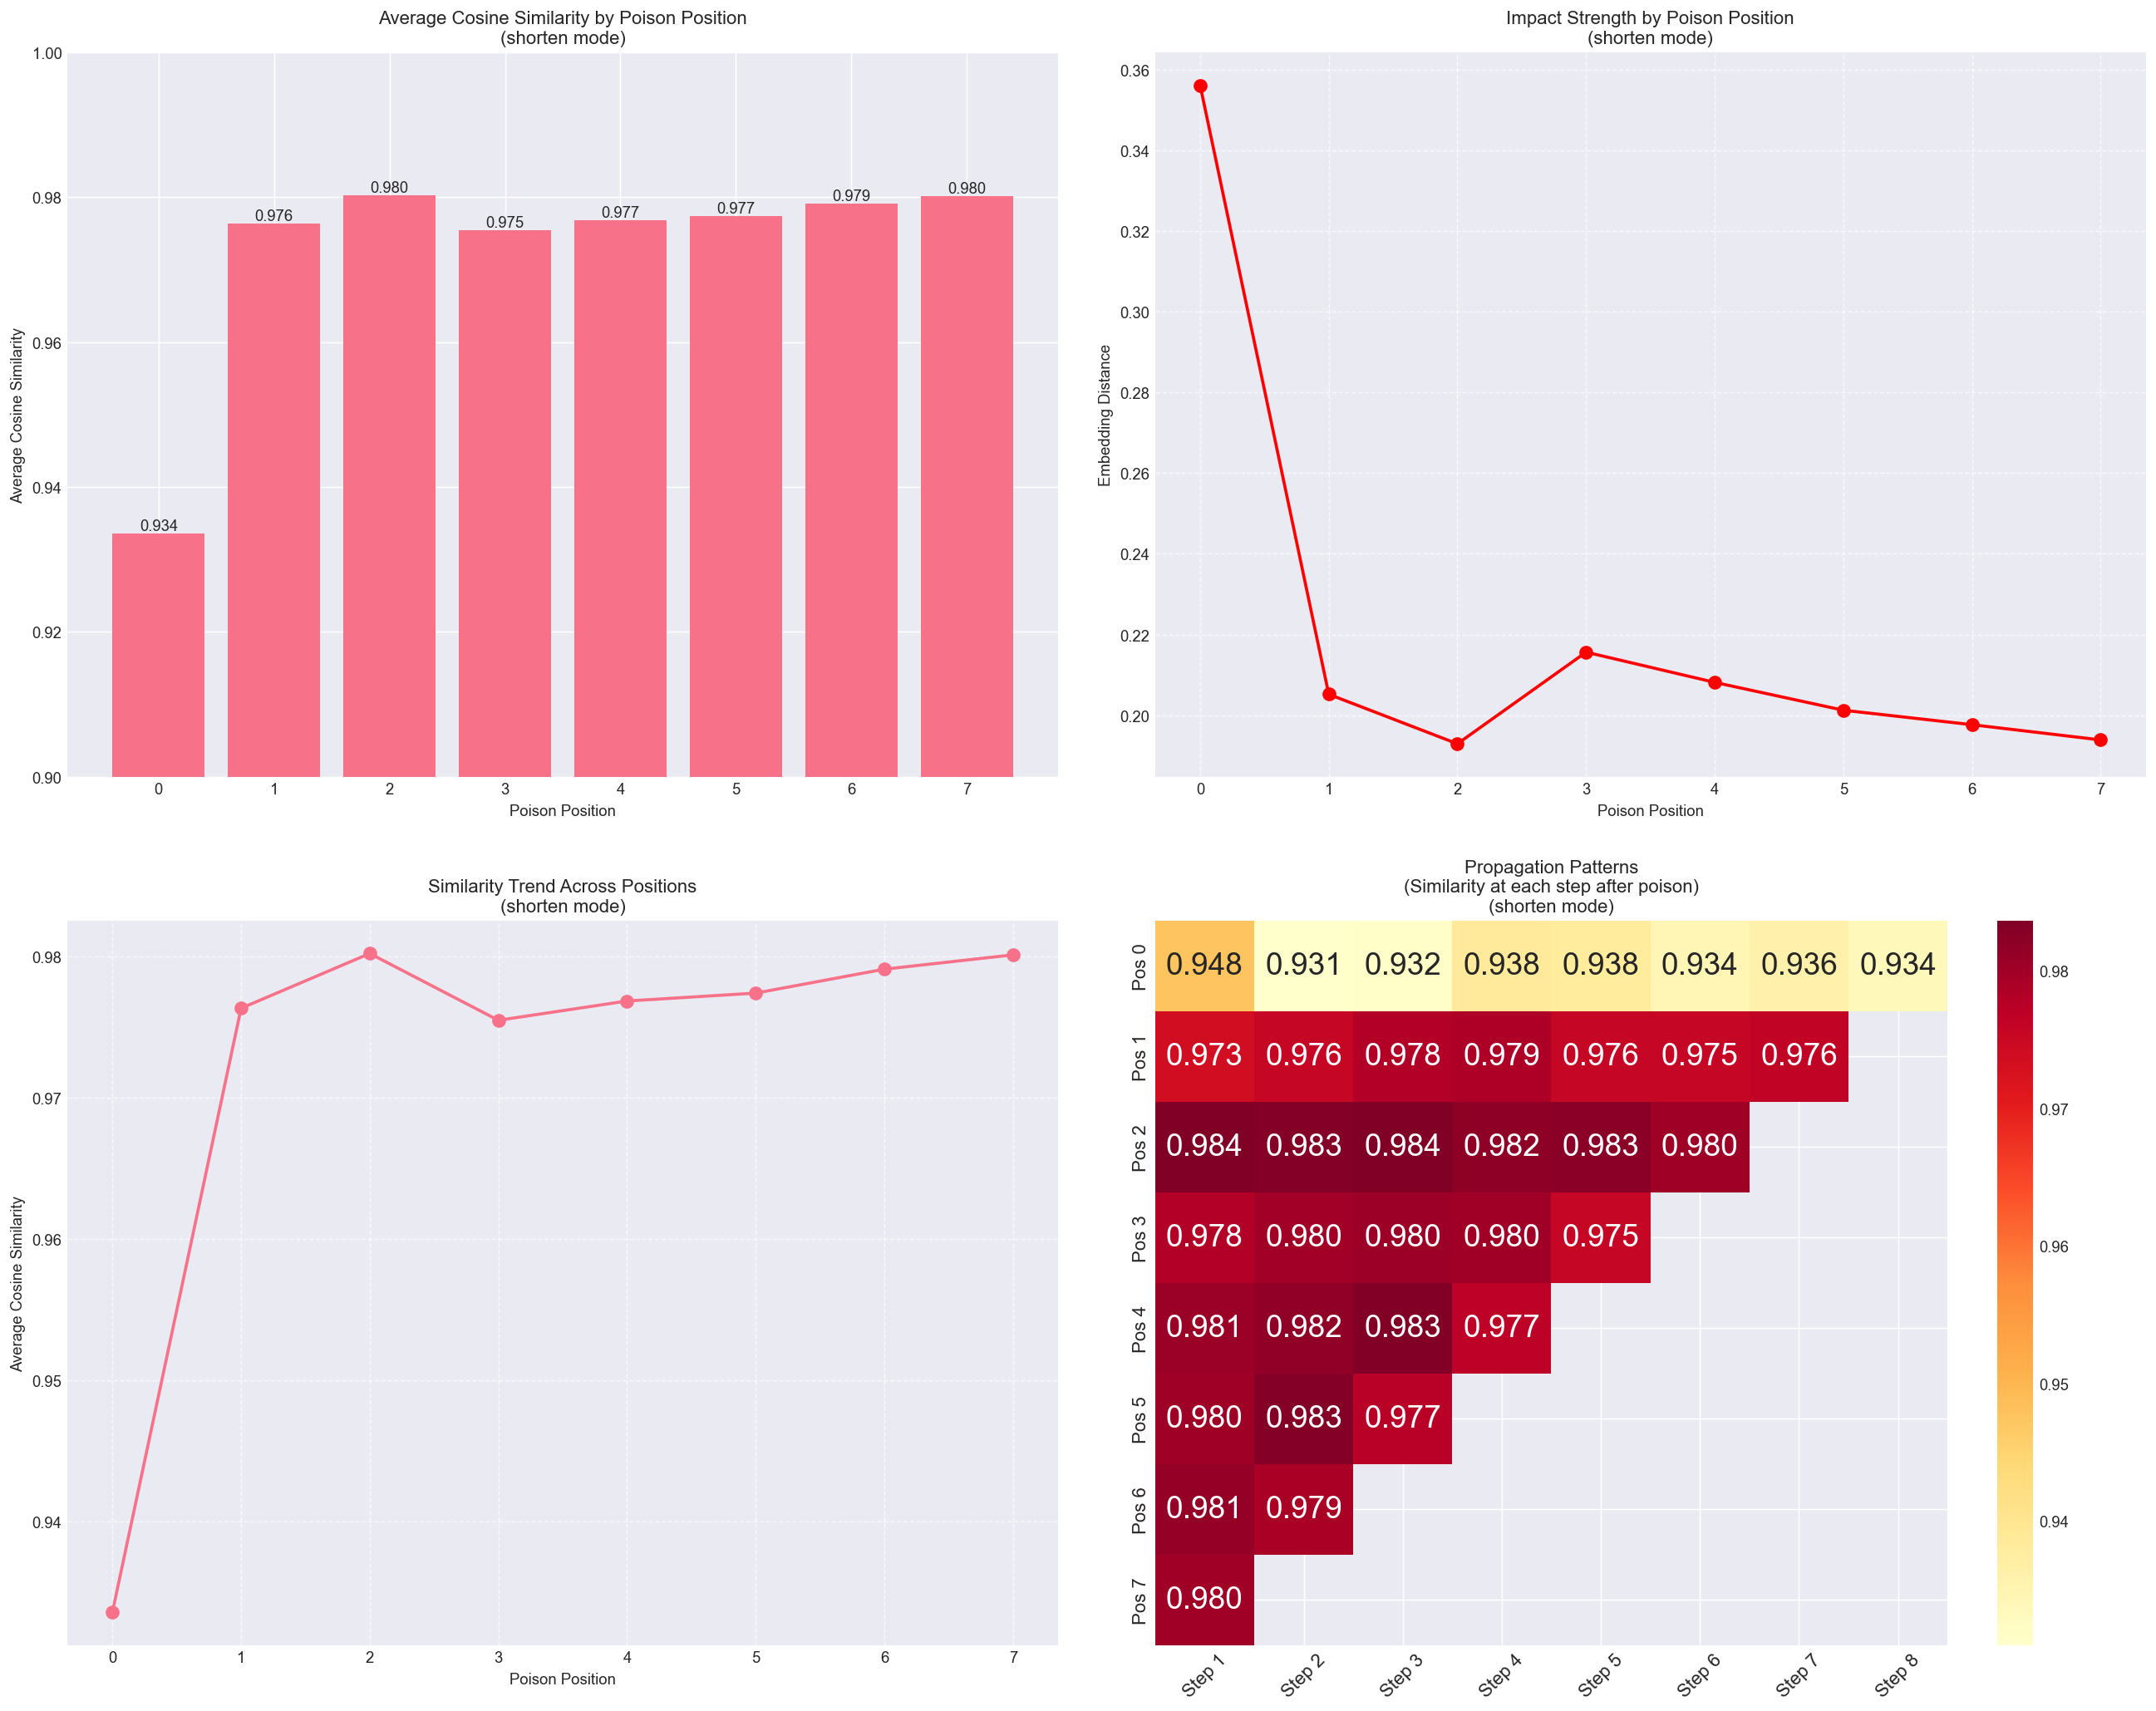 Average Cosine Similarity by Poison Position
(shorten mode)
1.00
0.98
0.96
0.94
0.92
0.90
Average Cosine Similarity
0.934
0.976
0.980
0.975
0.977
0.977
0.979
0.980
0 1 2 3 4 5 6 7
Poison Position
Impact Strength by Poison Position
(shorten mode)
0.36
0.34
0.32
0.30
0.28
0.26
0.24
0.22
0.20
Embedding Distance
0 1 2 3 4 5 6 7
Poison Position
Similarity Trend Across Positions
(shorten mode)
0.98
0.97
0.96
0.95
0.94
Average Cosine Similarity
0 1 2 3 4 5 6 7
Poison Position
Propagation Patterns
(Similarity at each step after poison)
(shorten mode)
Pos 0 0.948 0.931 0.932 0.938 0.938 0.934 0.936 0.934
Pos 1 0.973 0.976 0.978 0.979 0.976 0.975 0.976
Pos 2 0.984 0.983 0.984 0.982 0.983 0.980
Pos 3 0.978 0.980 0.980 0.980 0.975
Pos 4 0.981 0.982 0.983 0.977
Pos 5 0.980 0.983 0.977
Pos 6 0.981 0.979
Pos 7 0.980
Step 1 Step 2 Step 3 Step 4 Step 5 Step 6 Step 7 Step 8
0.98
0.97
0.96
0.95
0.94